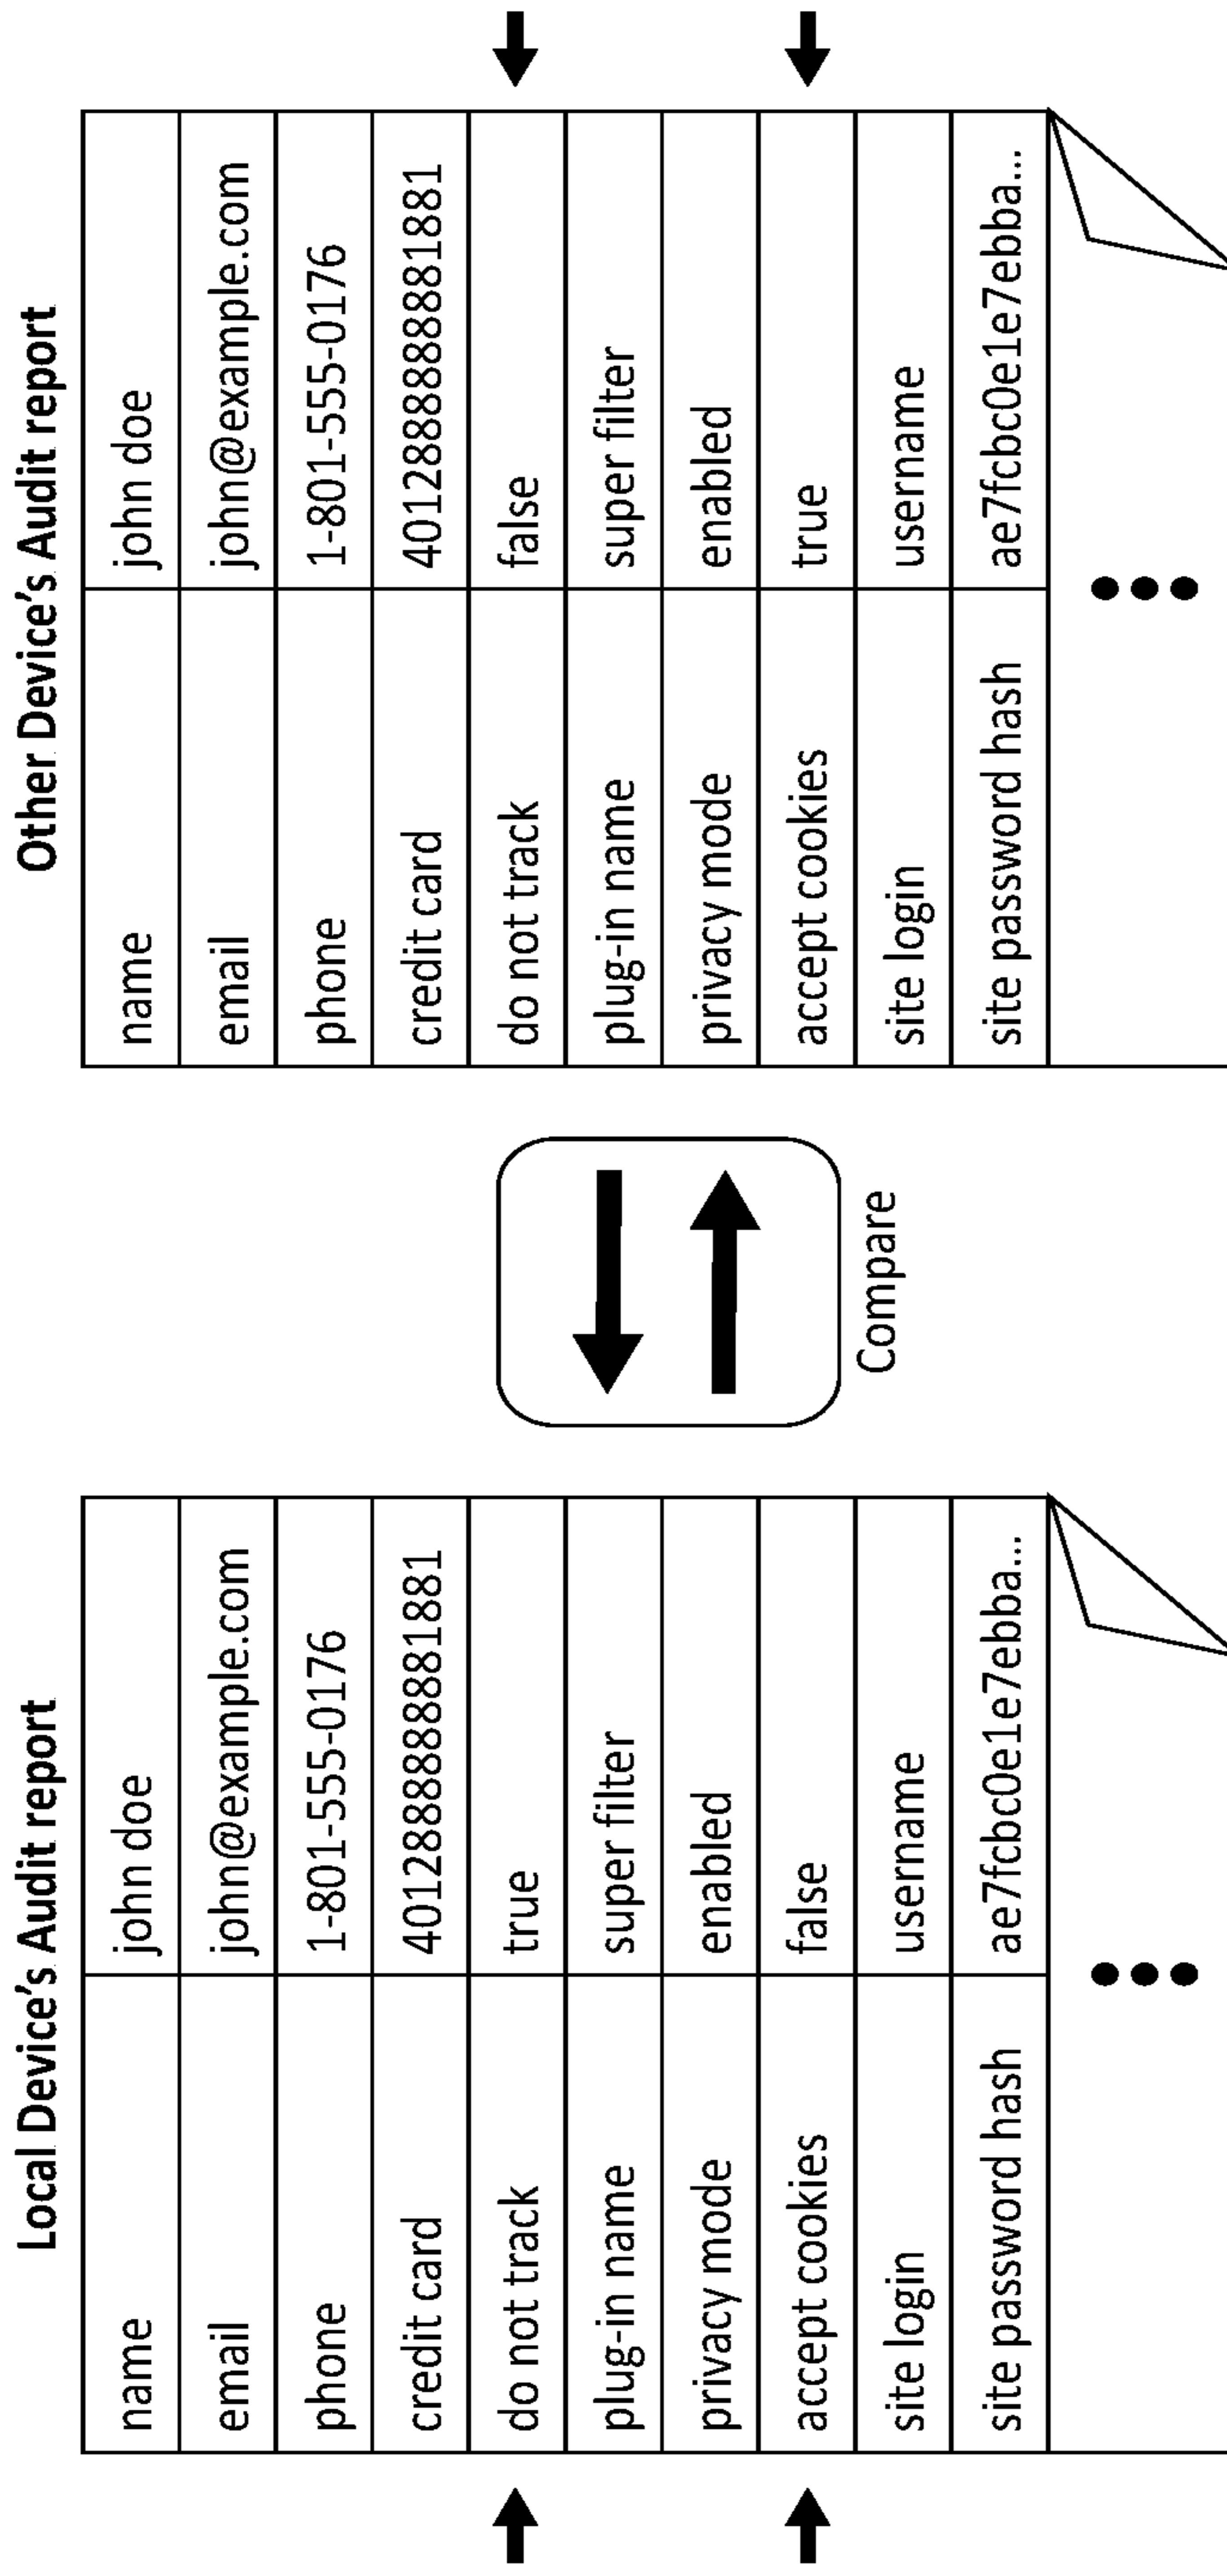 Local Device's Audit report
name john doe
email john@example.com
phone 1-801-555-0176
credit card 4012888888881881
do not track true
plug-in name super filter
privacy mode enabled
accept cookies false
site login username
site password hash ae7fcbc0e1e7ebba...
Compare
Other Device's Audit report
name john doe
email john@example.com
phone 1-801-555-0176
credit card 4012888888881881
do not track false
plug-in name super filter
privacy mode enabled
accept cookies true
site login username
site password hash ae7fcbc0e1e7ebba...